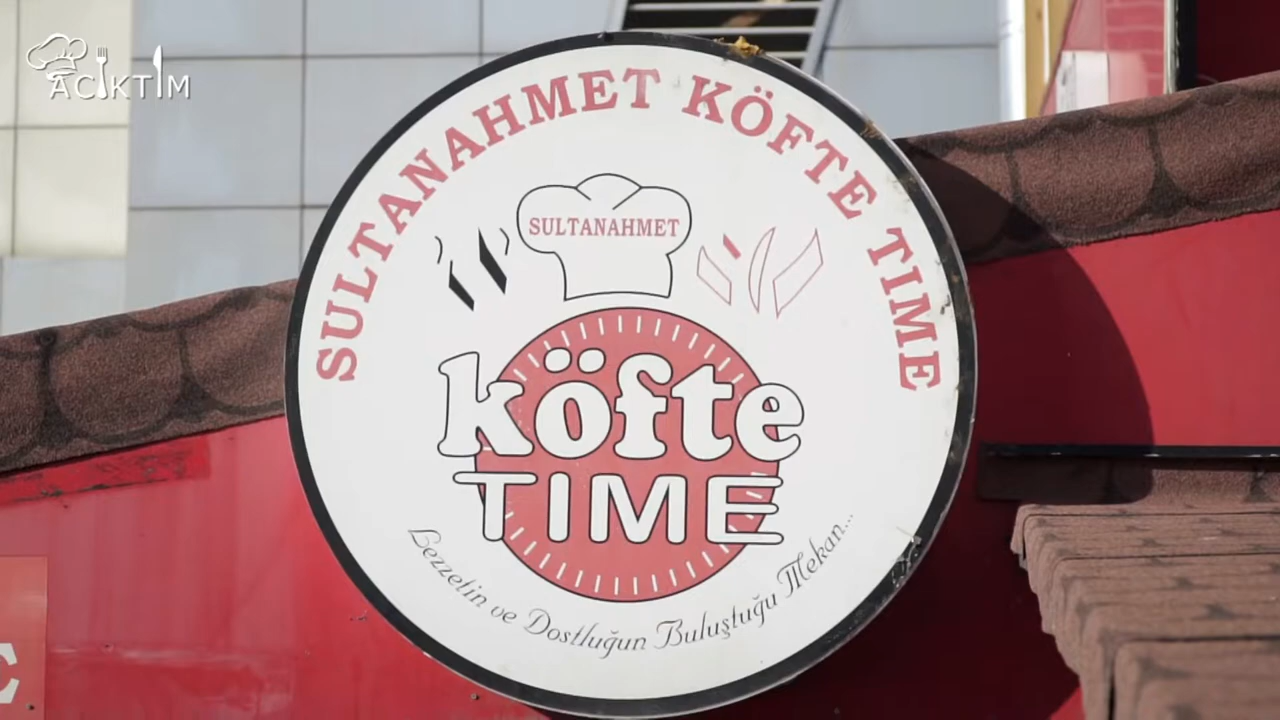 ACIKTIM
SULTANAHMET KÖFTE TIME
SULTANAHMET
köfte
TIME
Lezzetin ve Dostluğun Buluştuğu Mekan...